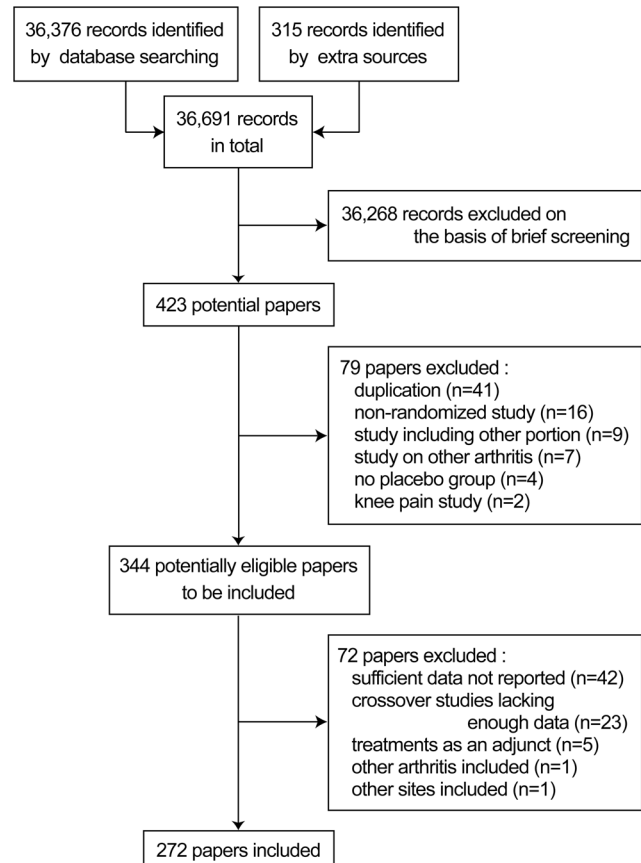 36,376 records identified
by database searching
315 records identified
by extra sources
36,691 records
in total
36,268 records excluded on
the basis of brief screening
423 potential papers
79 papers excluded :
duplication (n=41)
non-randomized study (n=16)
study including other portion (n=9)
study on other arthritis (n=7)
no placebo group (n=4)
knee pain study (n=2)
344 potentially eligible papers
to be included
72 papers excluded :
sufficient data not reported (n=42)
crossover studies lacking
enough data (n=23)
treatments as an adjunct (n=5)
other arthritis included (n=1)
other sites included (n=1)
272 papers included